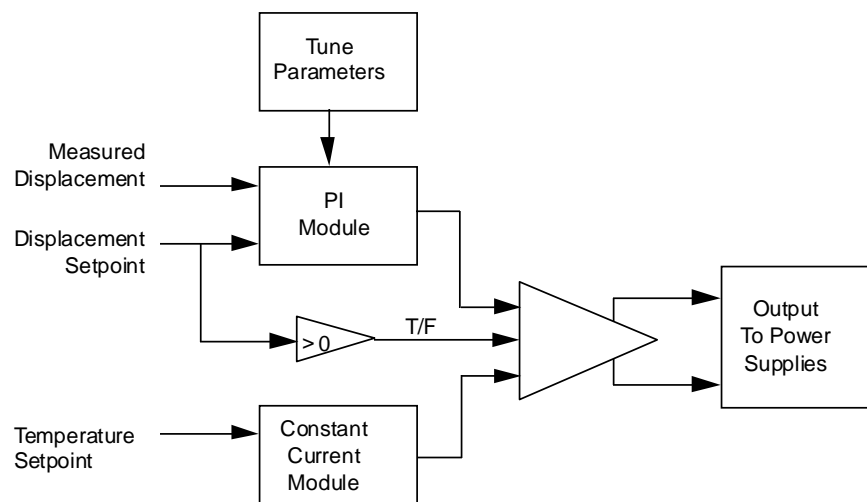 Tune
Parameters
Measured
Displacement
PI
Module
Displacement
Setpoint
> 0
T/F
Output
To Power
Supplies
Temperature
Setpoint
Constant
Current
Module